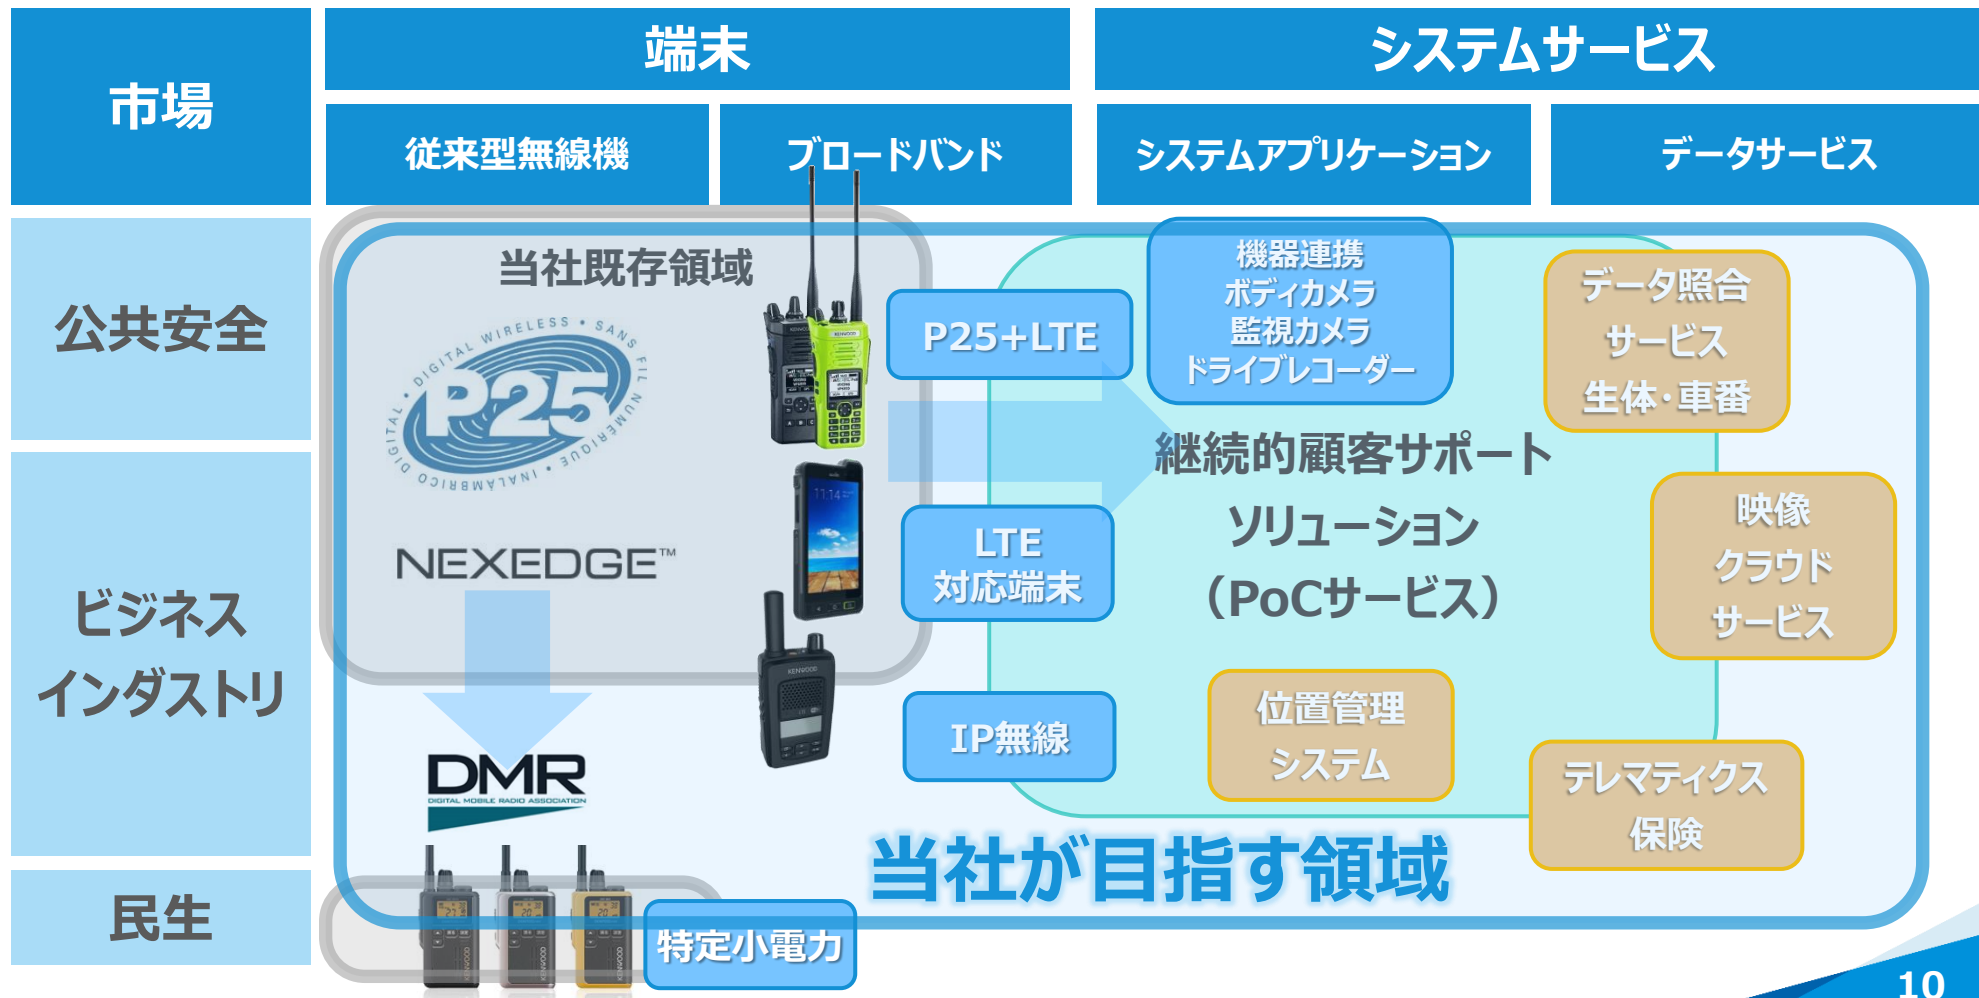 市場
端末
システムサービス
従来型無線機
ブロードバンド
システムアプリケーション
データサービス
公共安全
ビジネス
インダストリ
民生
当社既存領域
DIGITAL WIRELESS • SANS FIL NUMÉRIQUE • INALÁMBRICO DIGITAL •
P25
NEXEDGE™
DMR
DIGITAL MOBILE RADIO ASSOCIATION
KENWOOD
KENWOOD
11:14
KENWOOD
P25+LTE
LTE
対応端末
IP無線
特定小電力
機器連携
ボディカメラ
監視カメラ
ドライブレコーダー
継続的顧客サポート
ソリューション
（PoCサービス）
位置管理
システム
データ照合
サービス
生体・車番
映像
クラウド
サービス
テレマティクス
保険
当社が目指す領域
KENWOOD
KENWOOD
KENWOOD
10